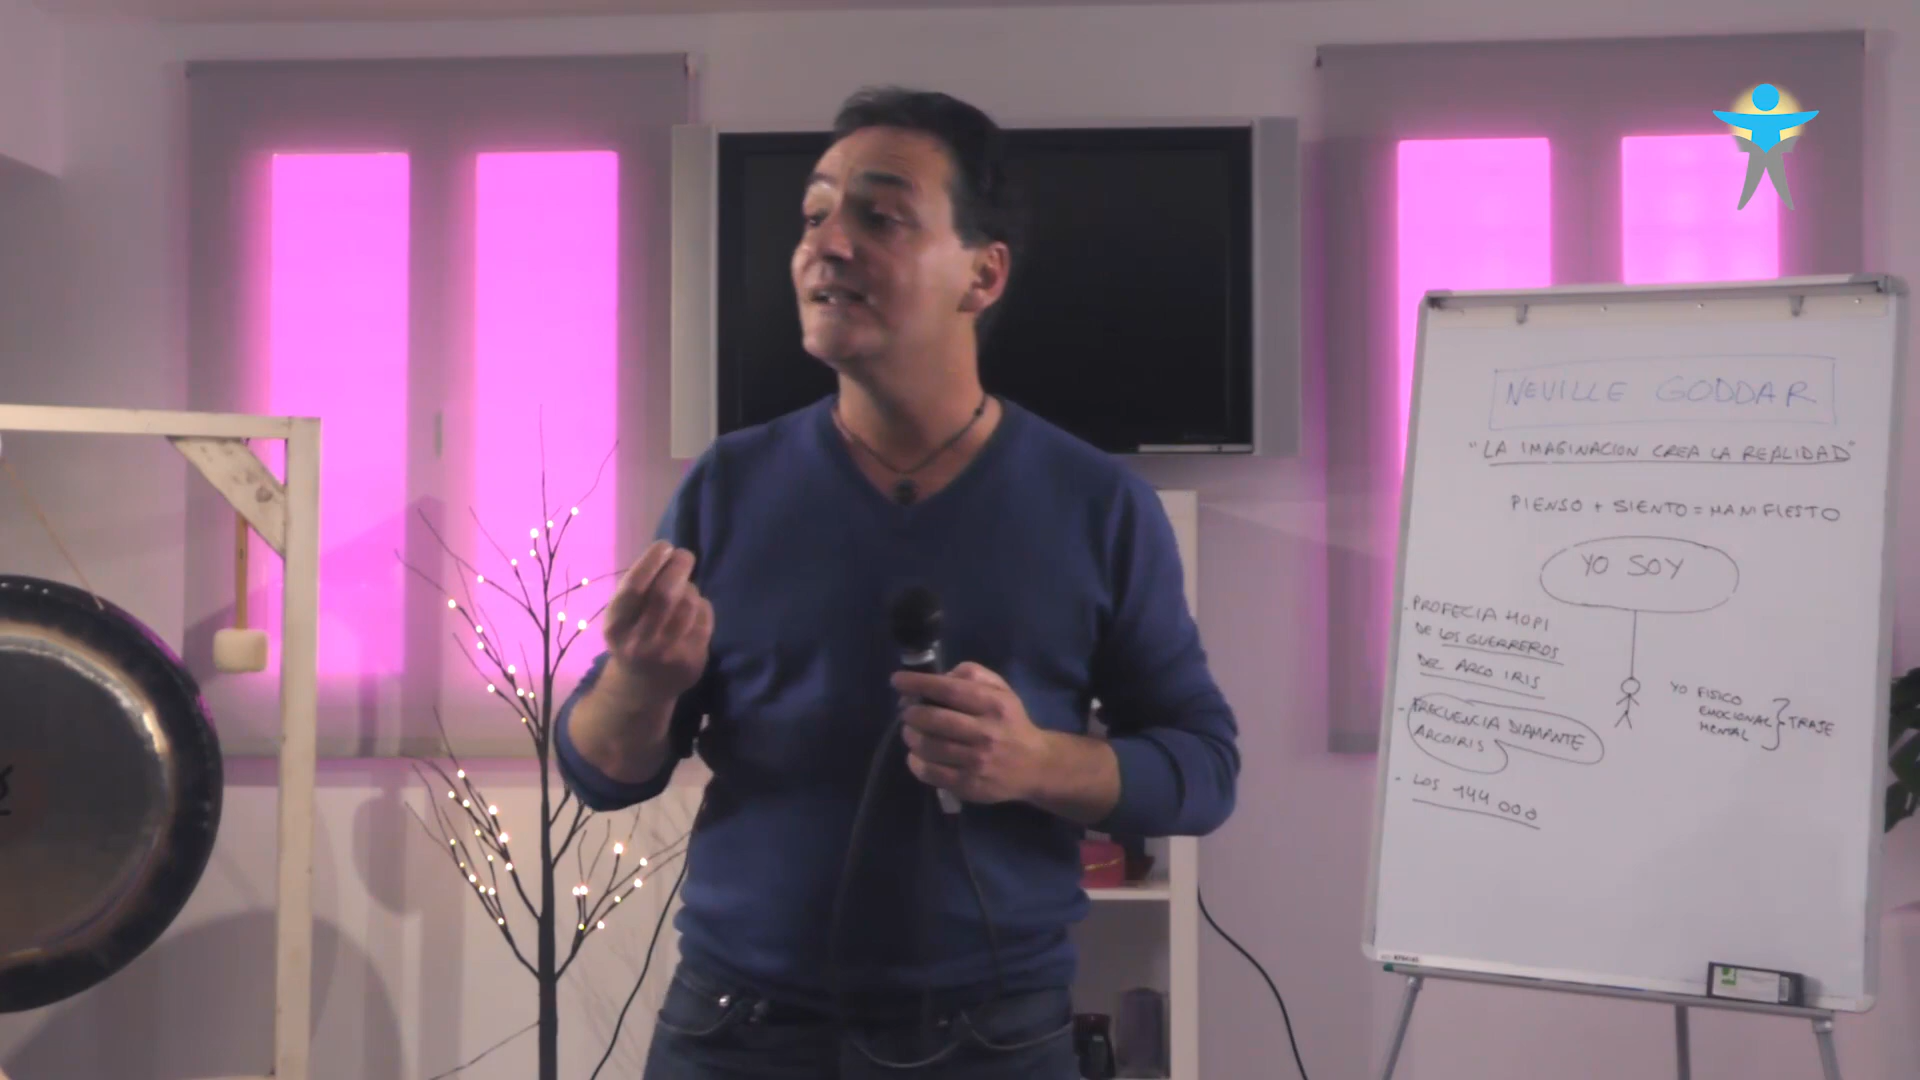 NEVILLE GODDAR
"LA IMAGINACION CREA LA REALIDAD"
PIENSO + SIENTO = MANIFIESTO
YO SOY
- PROFECIA HOPI
DE LOS GUERREROS
DEL ARCO IRIS
- FRECUENCIA DIAMANTE
ARCOIRIS
- LOS 144 000
YO FISICO
EMOCIONAL
MENTAL
} TRAJE